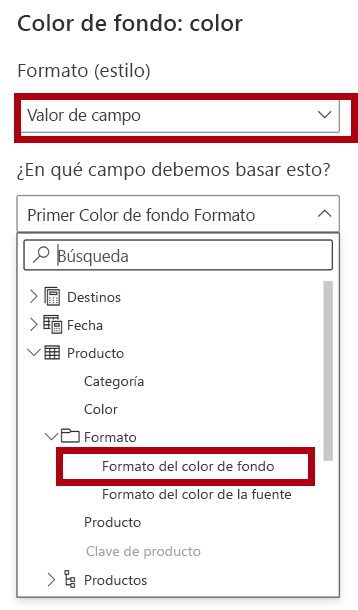 Color de fondo: color
Formato (estilo)
Valor de campo
¿En qué campo debemos basar esto?
Primer Color de fondo Formato
Búsqueda
Destinos
Fecha
Producto
Categoría
Color
Formato
Formato del color de fondo
Formato del color de la fuente
Producto
Clave de producto
Productos